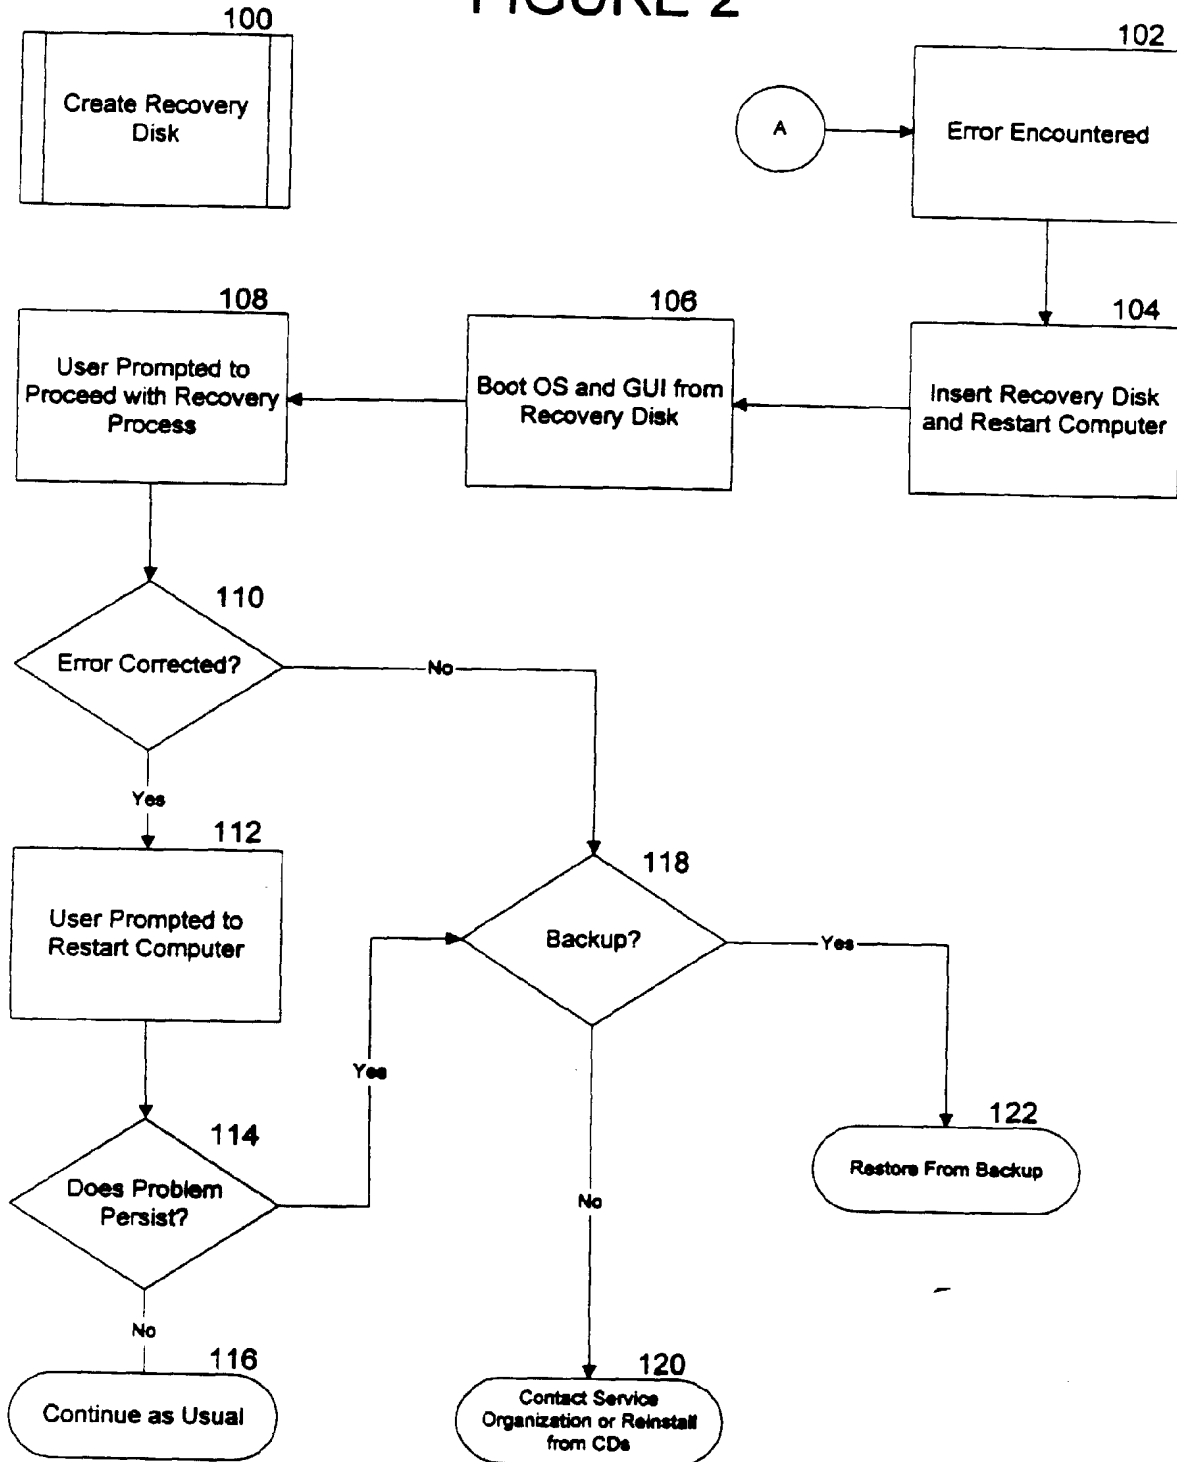 FIGURE 2
100
Create Recovery
Disk
A
102
Error Encountered
108
User Prompted to
Proceed with Recovery
Process
106
Boot OS and GUI from
Recovery Disk
104
Insert Recovery Disk
and Restart Computer
110
Error Corrected?
No
Yes
112
User Prompted to
Restart Computer
118
Backup?
Yes
Yes
114
Does Problem
Persist?
No
122
Restore From Backup
No
116
Continue as Usual
120
Contact Service
Organization or Reinstall
from CDs